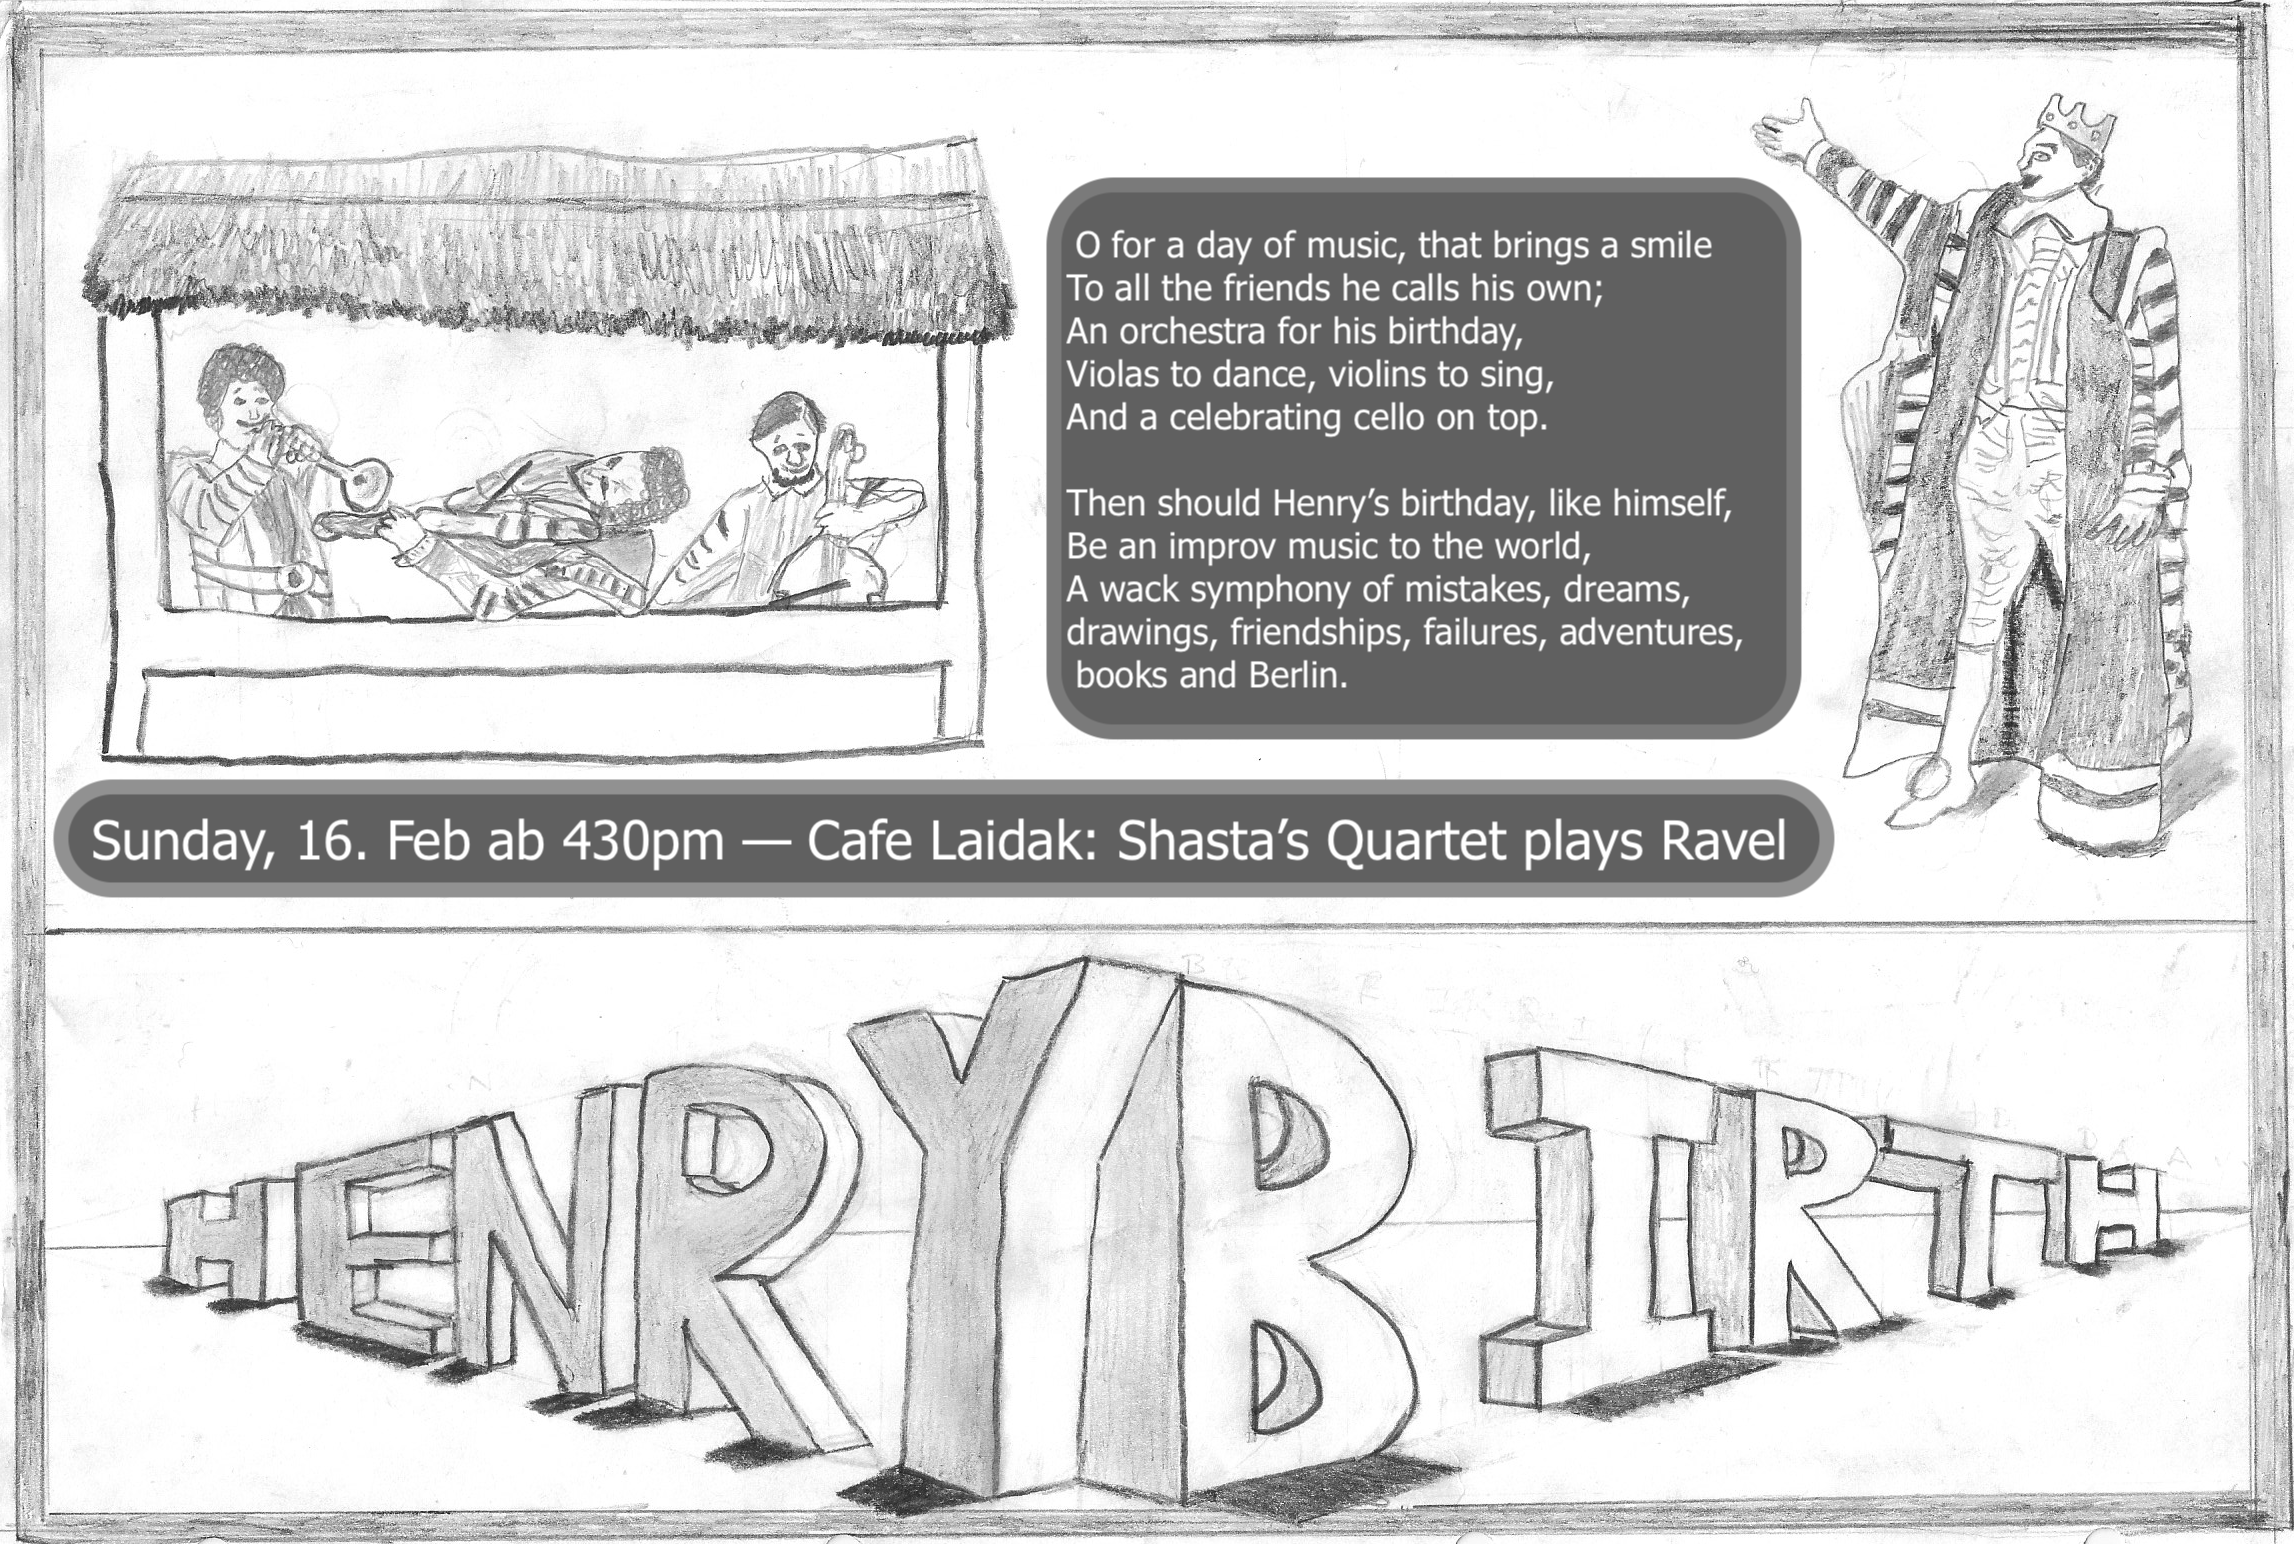 O for a day of music, that brings a smile
To all the friends he calls his own;
An orchestra for his birthday,
Violas to dance, violins to sing,
And a celebrating cello on top.
Then should Henry’s birthday, like himself,
Be an improv music to the world,
A wack symphony of mistakes, dreams,
drawings, friendships, failures, adventures,
books and Berlin.
Sunday, 16. Feb ab 430pm — Cafe Laidak: Shasta’s Quartet plays Ravel
HENRY BIRTH